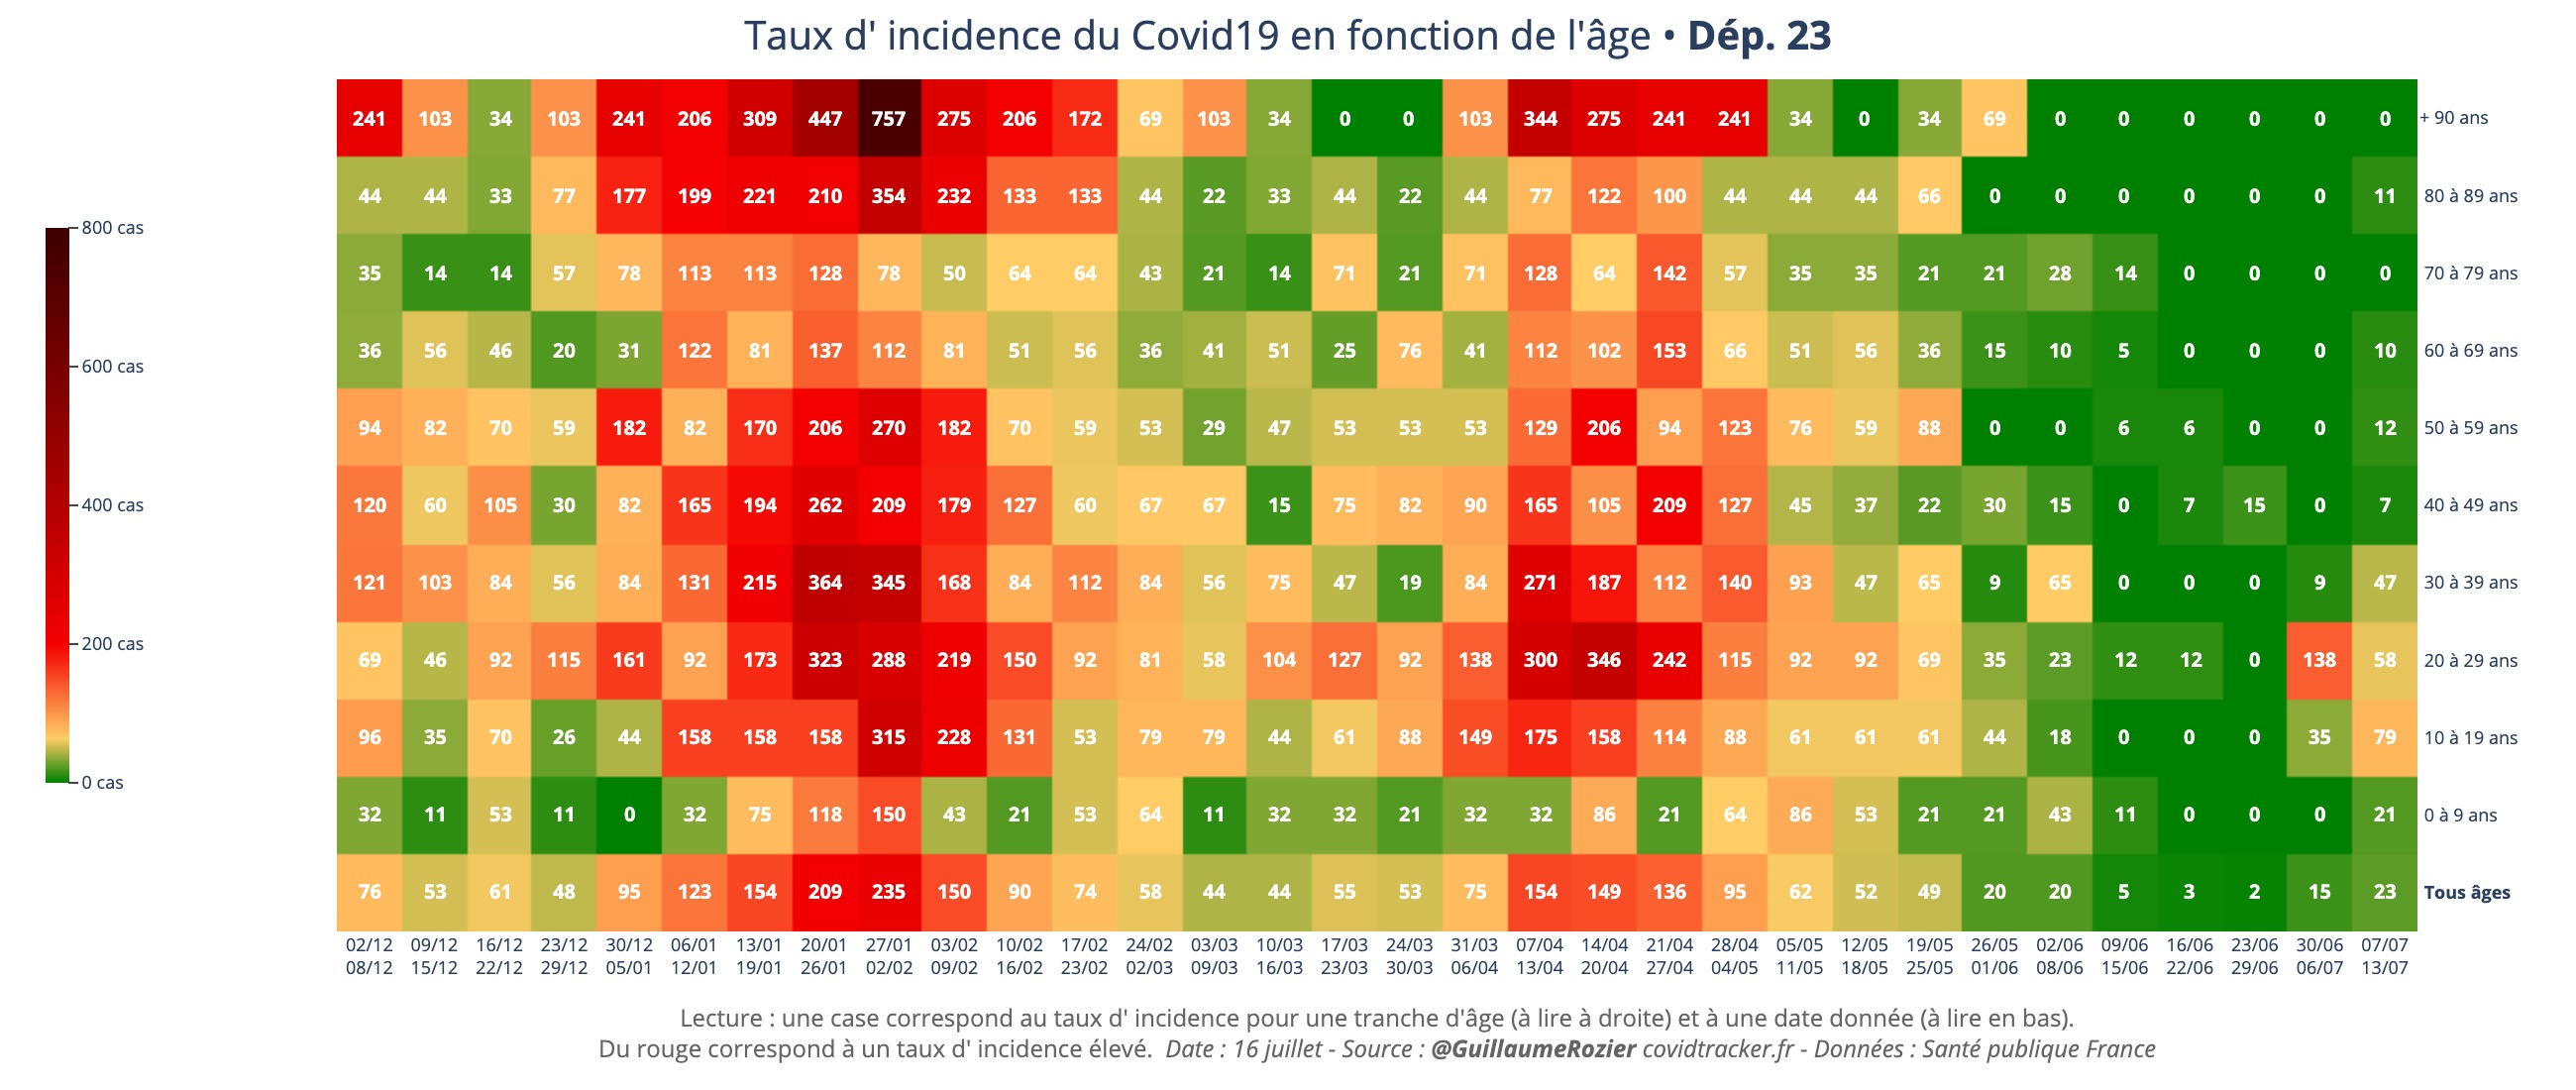 Taux d' incidence du Covid19 en fonction de l'âge • Dép. 23
241 103 34 103 241 206 309 447 757 275 206 172 69 103 34 0 0 103 344 275 241 241 34 0 34 69 0 0 0 0 0 0 + 90 ans
44 44 33 77 177 199 221 210 354 232 133 133 44 22 33 44 22 44 77 122 100 44 44 44 66 0 0 0 0 0 0 11 80 à 89 ans
800 cas
35 14 14 57 78 113 113 128 78 50 64 64 43 21 14 71 21 71 128 64 142 57 35 35 21 21 28 14 0 0 0 0 70 à 79 ans
36 56 46 20 31 122 81 137 112 81 51 56 36 41 51 25 76 41 112 102 153 66 51 56 36 15 10 5 0 0 0 10 60 à 69 ans
600 cas
94 82 70 59 182 82 170 206 270 182 70 59 53 29 47 53 53 53 129 206 94 123 76 59 88 0 0 6 6 0 0 12 50 à 59 ans
400 cas
120 60 105 30 82 165 194 262 209 179 127 60 67 67 15 75 82 90 165 105 209 127 45 37 22 30 15 0 7 15 0 7 40 à 49 ans
121 103 84 56 84 131 215 364 345 168 84 112 84 56 75 47 19 84 271 187 112 140 93 47 65 9 65 0 0 0 9 47 30 à 39 ans
200 cas
69 46 92 115 161 92 173 323 288 219 150 92 81 58 104 127 92 138 300 346 242 115 92 92 69 35 23 12 12 0 138 58 20 à 29 ans
96 35 70 26 44 158 158 158 315 228 131 53 79 79 44 61 88 149 175 158 114 88 61 61 61 44 18 0 0 0 35 79 10 à 19 ans
0 cas
32 11 53 11 0 32 75 118 150 43 21 53 64 11 32 32 21 32 32 86 21 64 86 53 21 21 43 11 0 0 0 21 0 à 9 ans
76 53 61 48 95 123 154 209 235 150 90 74 58 44 44 55 53 75 154 149 136 95 62 52 49 20 20 5 3 2 15 23 Tous âges
02/12 09/12 16/12 23/12 30/12 06/01 13/01 20/01 27/01 03/02 10/02 17/02 24/02 03/03 10/03 17/03 24/03 31/03 07/04 14/04 21/04 28/04 05/05 12/05 19/05 26/05 02/06 09/06 16/06 23/06 30/06 07/07
08/12 15/12 22/12 29/12 05/01 12/01 19/01 26/01 02/02 09/02 16/02 23/02 02/03 09/03 16/03 23/03 30/03 06/04 13/04 20/04 27/04 04/05 11/05 18/05 25/05 01/06 08/06 15/06 22/06 29/06 06/07 13/07
Lecture : une case correspond au taux d' incidence pour une tranche d'âge (à lire à droite) et à une date donnée (à lire en bas).
Du rouge correspond à un taux d' incidence élevé. Date : 16 juillet - Source : @GuillaumeRozier covidtracker.fr - Données : Santé publique France